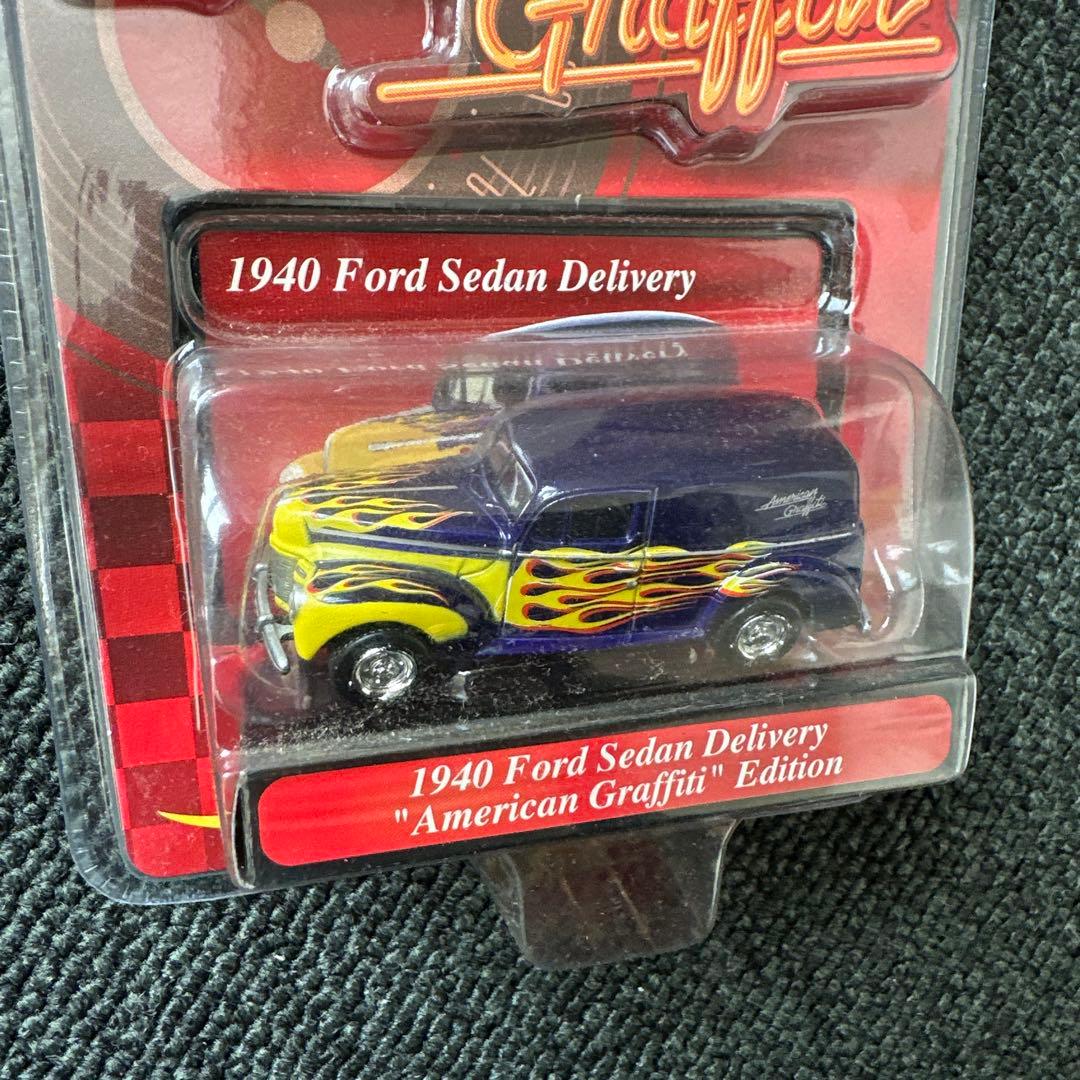 Graffiti
1940 Ford Sedan Delivery
American
Graffiti
1940 Ford Sedan Delivery
"American Graffiti" Edition